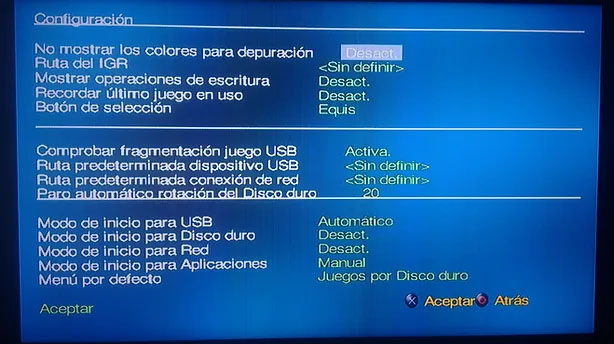 Configuración
No mostrar los colores para depuración Desact.
Ruta del IGR <Sin definir>
Mostrar operaciones de escritura Desact.
Recordar último juego en uso Desact.
Botón de selección Equis
Comprobar fragmentación juego USB Activa.
Ruta predeterminada dispositivo USB <Sin definir>
Ruta predeterminada conexión de red <Sin definir>
Paro automático rotación del Disco duro 20
Modo de inicio para USB Automático
Modo de inicio para Disco duro Desact.
Modo de inicio para Red Desact.
Modo de inicio para Aplicaciones Manual
Menú por defecto Juegos por Disco duro
Aceptar Aceptar Atrás